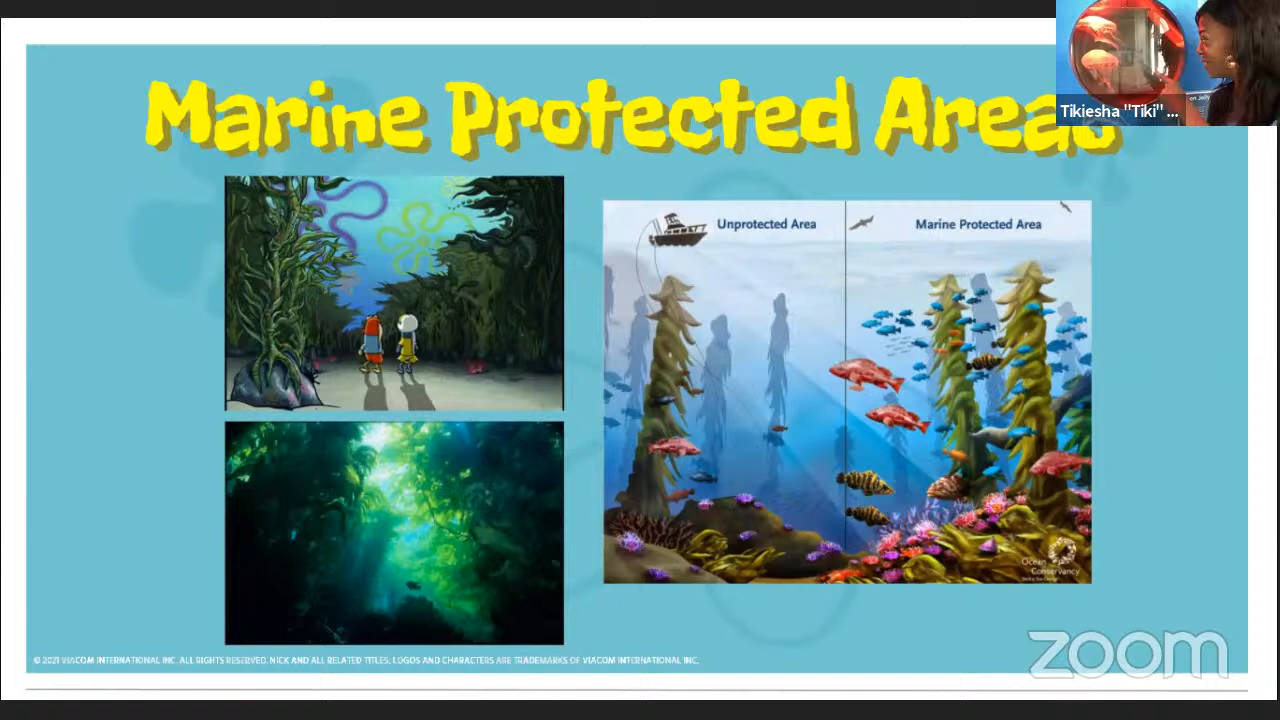 Marine Protected Areas
Tikiesha "Tiki" ...
Unprotected Area
Marine Protected Area
Ocean
Conservancy
© 2021 VIACOM INTERNATIONAL INC. ALL RIGHTS RESERVED. NICK AND ALL RELATED TITLES, LOGOS AND CHARACTERS ARE TRADEMARKS OF VIACOM INTERNATIONAL INC.
zoom